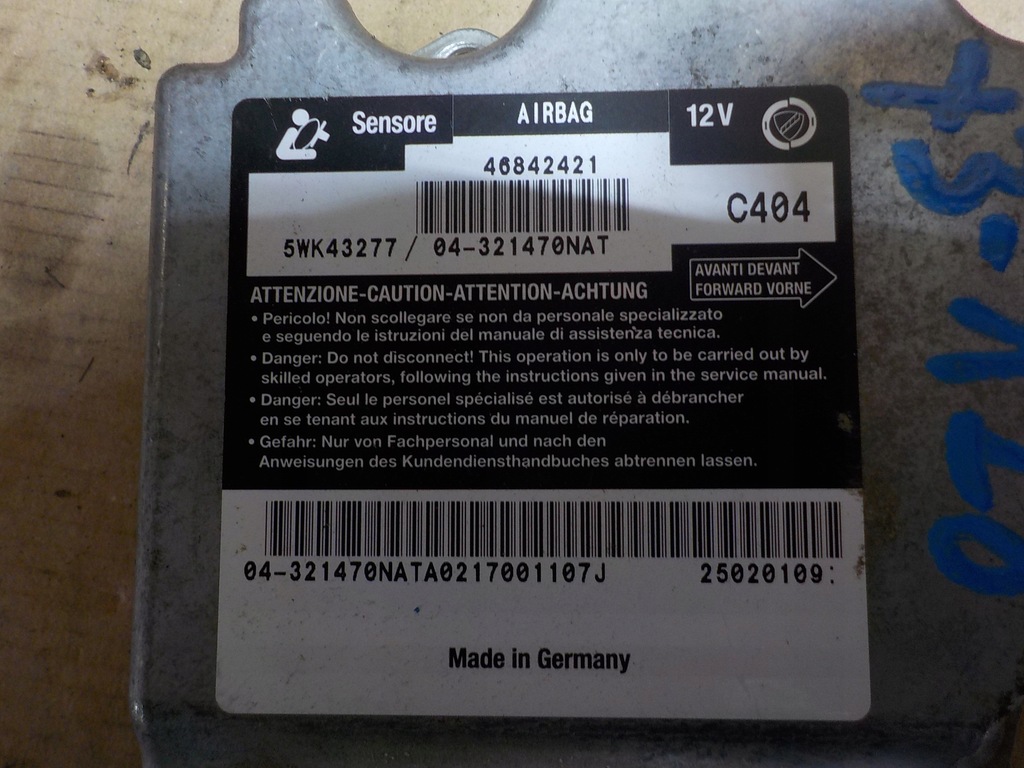 Sensore AIRBAG 12V
46842421
C404
5WK43277 / 04-321470NAT
AVANTI DEVANT
FORWARD VORNE
ATTENZIONE-CAUTION-ATTENTION-ACHTUNG
• Pericolo! Non scollegare se non da personale specializzato
e seguendo le istruzioni del manuale di assistenza tecnica.
• Danger: Do not disconnect! This operation is only to be carried out by
skilled operators, following the instructions given in the service manual.
• Danger: Seul le personel spécialisé est autorisé à débrancher
en se tenant aux instructions du manuel de réparation.
• Gefahr: Nur von Fachpersonal und nach den
Anweisungen des Kundendiensthandbuches abtrennen lassen.
04-321470NATA0217001107J 25020109:
Made in Germany